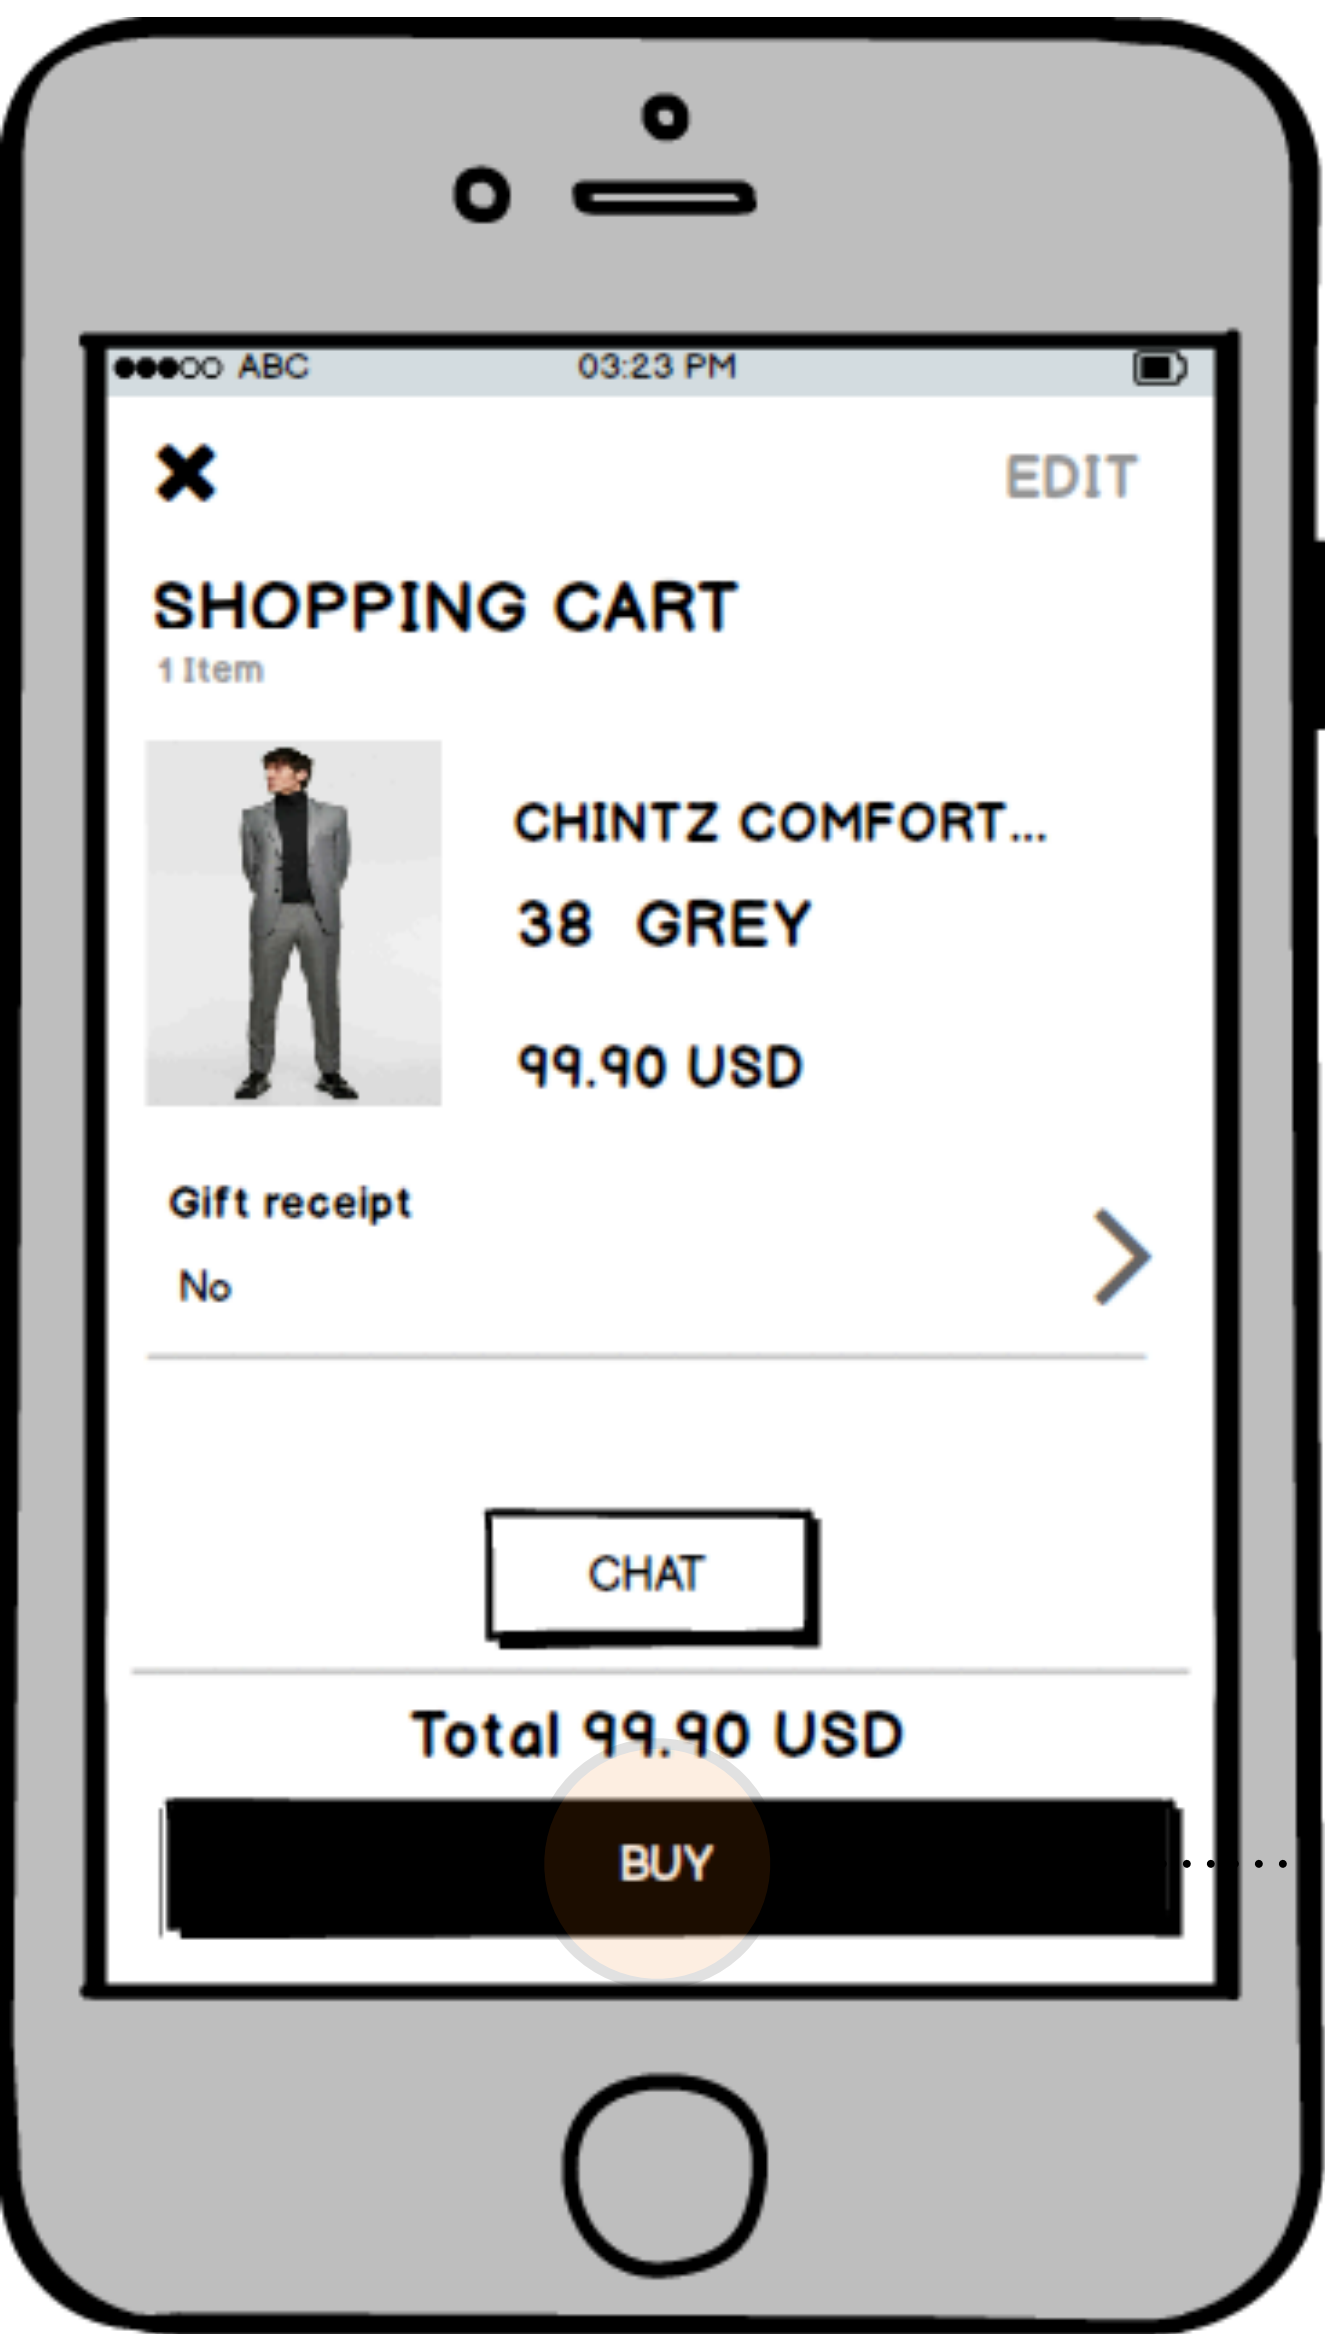 ABC 03:23 PM
EDIT
SHOPPING CART
1 Item
CHINTZ COMFORT...
38 GREY
99.90 USD
Gift receipt
No
CHAT
Total 99.90 USD
BUY